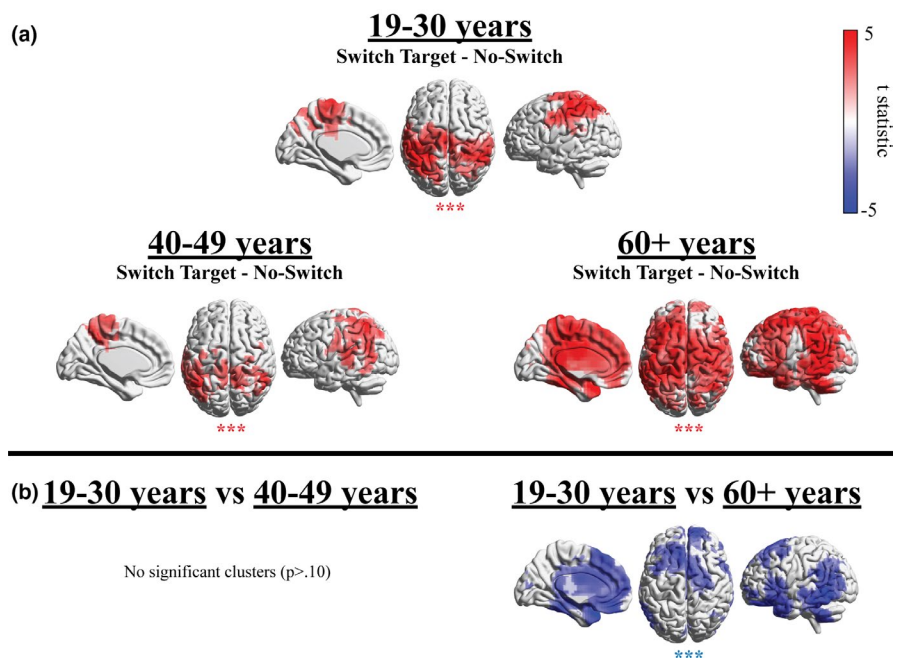 (a)
19-30 years
Switch Target - No-Switch
5
t statistic
-5
***
40-49 years
Switch Target - No-Switch
***
60+ years
Switch Target - No-Switch
***
(b) 19-30 years vs 40-49 years
No significant clusters (p>.10)
19-30 years vs 60+ years
***